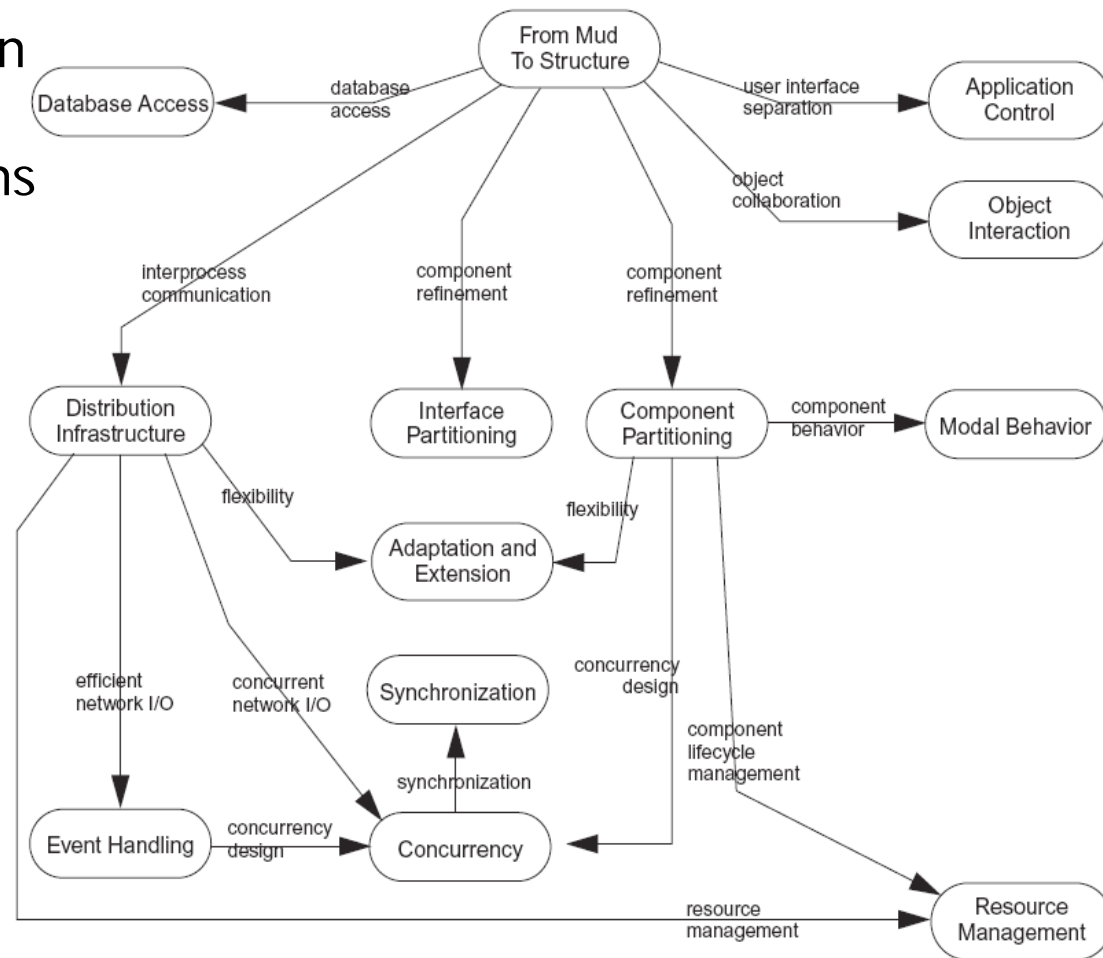 n
ns
From Mud
To Structure
Database Access
database
access
user interface
separation
Application
Control
object
collaboration
Object
Interaction
interprocess
communication
component
refinement
component
refinement
Distribution
Infrastructure
Interface
Partitioning
Component
Partitioning
component
behavior
Modal Behavior
flexibility
flexibility
Adaptation and
Extension
efficient
network I/O
concurrent
network I/O
Synchronization
concurrency
design
component
lifecycle
management
synchronization
Event Handling
concurrency
design
Concurrency
resource
management
Resource
Management